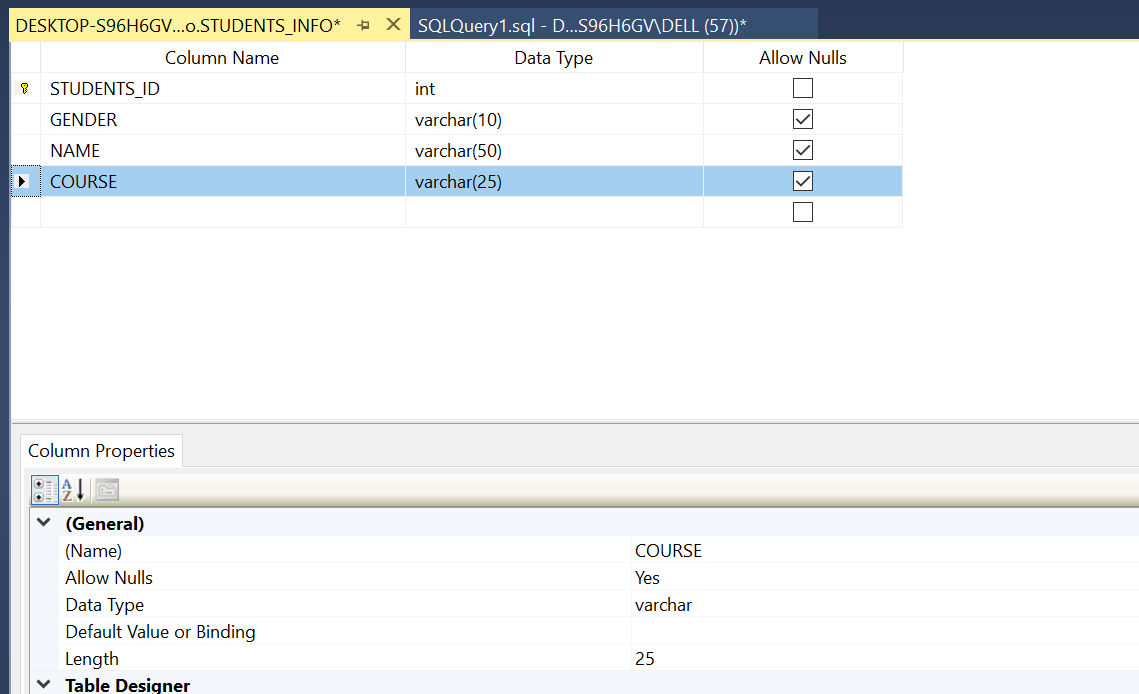 DESKTOP-S96H6GV...o.STUDENTS_INFO* SQLQuery1.sql - D...S96H6GV\DELL (57))*
Column Name Data Type Allow Nulls
STUDENTS_ID int
GENDER varchar(10)
NAME varchar(50)
COURSE varchar(25)
Column Properties
A
Z
(General)
(Name) COURSE
Allow Nulls Yes
Data Type varchar
Default Value or Binding
Length 25
Table Designer